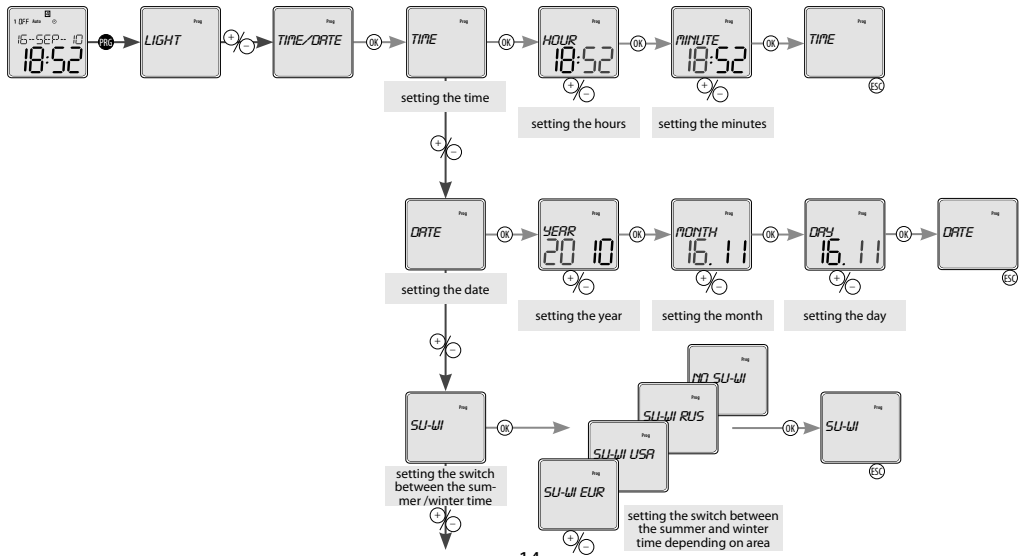 1 OFF Auto
16--SEP--10
18:52
PRG
Prog
LIGHT
+/-
Prog
TIME/DATE
OK
Prog
TIME
OK
Prog
HOUR
18:52
OK
Prog
MINUTE
18:52
OK
Prog
TIME
ESC
setting the time
+/-
setting the hours
+/-
setting the minutes
+/-
Prog
DATE
OK
Prog
YEAR
20 10
OK
Prog
MONTH
16. 11
OK
Prog
DAY
16. 11
OK
Prog
DATE
ESC
setting the date
+/-
setting the year
+/-
setting the month
+/-
setting the day
+/-
Prog
SU-WI
OK
Prog
NO SU-WI
Prog
SU-WI RUS
Prog
SU-WI USA
Prog
SU-WI EUR
+/-
OK
Prog
SU-WI
ESC
setting the switch
between the sum-
mer /winter time
+/-
setting the switch between
the summer and winter
time depending on area
14